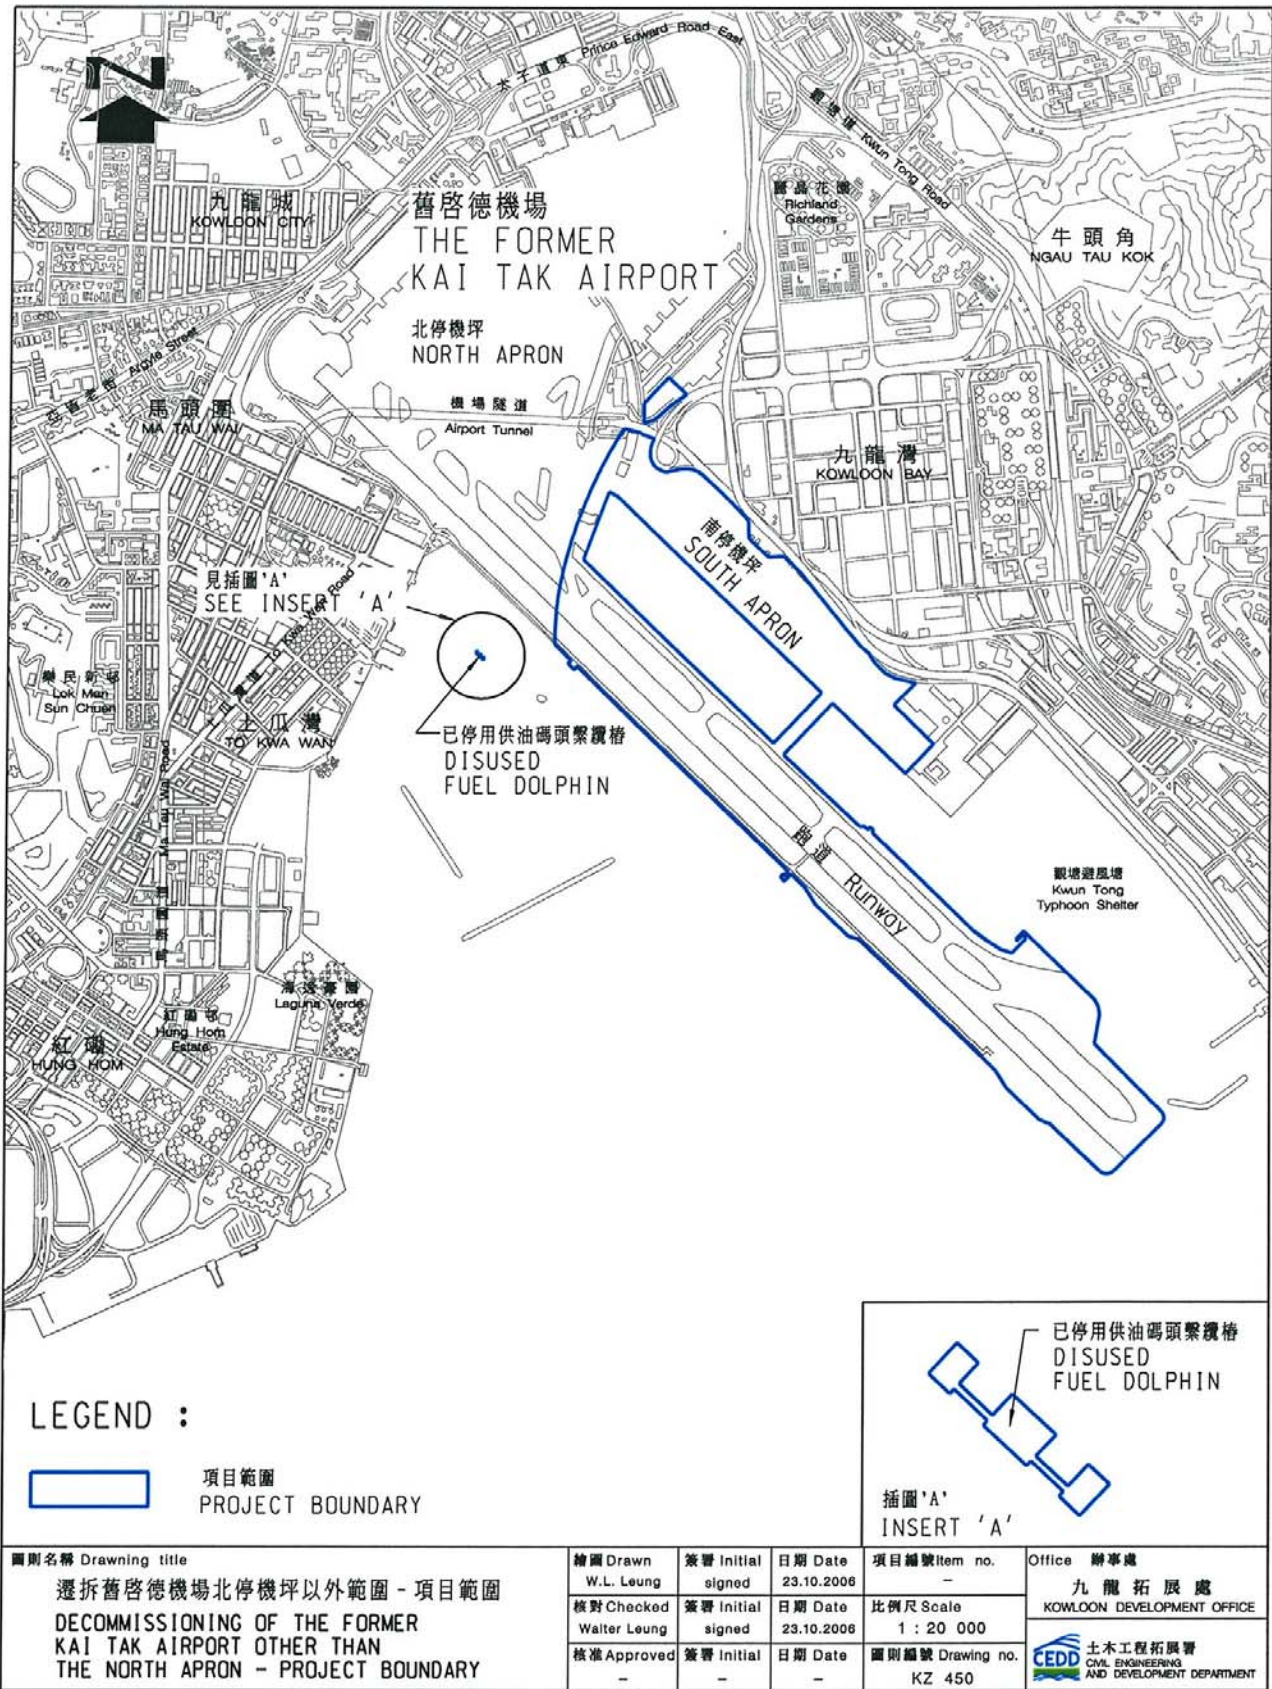 N
太子道東 Prince Edward Road East
觀塘道 Kwun Tong Road
九龍城
KOWLOON CITY
舊啓德機場
THE FORMER
KAI TAK AIRPORT
麗晶花園
Richland
Gardens
牛頭角
NGAU TAU KOK
北停機坪
NORTH APRON
亞皆老街 Argyle Street
馬頭圍
MA TAU WAI
機場隧道
Airport Tunnel
九龍灣
KOWLOON BAY
南停機坪
SOUTH APRON
見插圖'A'
SEE INSERT 'A'
土瓜灣道 To Kwa Wan Road
樂民新邨
Lok Man
Sun Chuen
土瓜灣
TO KWA WAN
已停用供油碼頭繫纜樁
DISUSED
FUEL DOLPHIN
馬頭圍道 Ma Tau Wai Road
跑道 Runway
觀塘避風塘
Kwun Tong
Typhoon Shelter
海逸豪園
Laguna Verde
紅磡邨
Hung Hom
Estate
紅磡
HUNG HOM
已停用供油碼頭繫纜樁
DISUSED
FUEL DOLPHIN
插圖'A'
INSERT 'A'
LEGEND :
項目範圍
PROJECT BOUNDARY
圖則名稱 Drawning title
遷拆舊啓德機場北停機坪以外範圍 - 項目範圍
DECOMMISSIONING OF THE FORMER
KAI TAK AIRPORT OTHER THAN
THE NORTH APRON - PROJECT BOUNDARY
繪圖 Drawn
W.L. Leung
簽署 Initial
signed
日期 Date
23.10.2006
項目編號 Item no.
-
核對 Checked
Walter Leung
簽署 Initial
signed
日期 Date
23.10.2006
比例尺 Scale
1 : 20 000
核准 Approved
-
簽署 Initial
-
日期 Date
-
圖則編號 Drawing no.
KZ 450
Office 辦事處
九龍拓展處
KOWLOON DEVELOPMENT OFFICE
CEDD
土木工程拓展署
CIVIL ENGINEERING
AND DEVELOPMENT DEPARTMENT